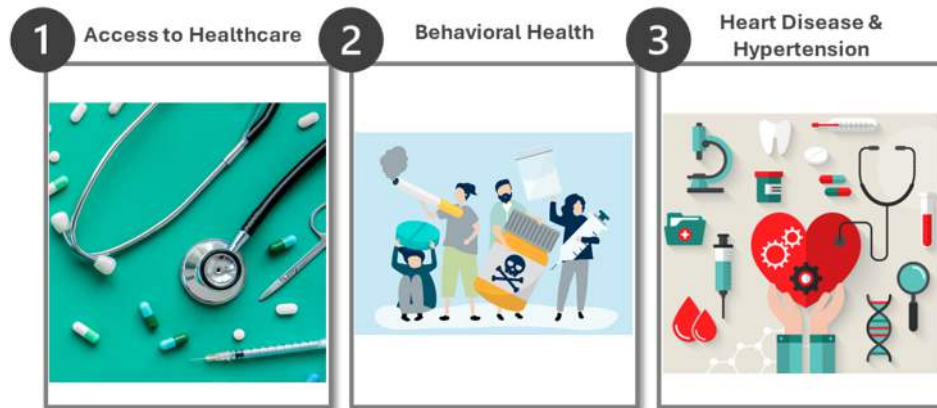 1
Access to Healthcare
2
Behavioral Health
3
Heart Disease &
Hypertension